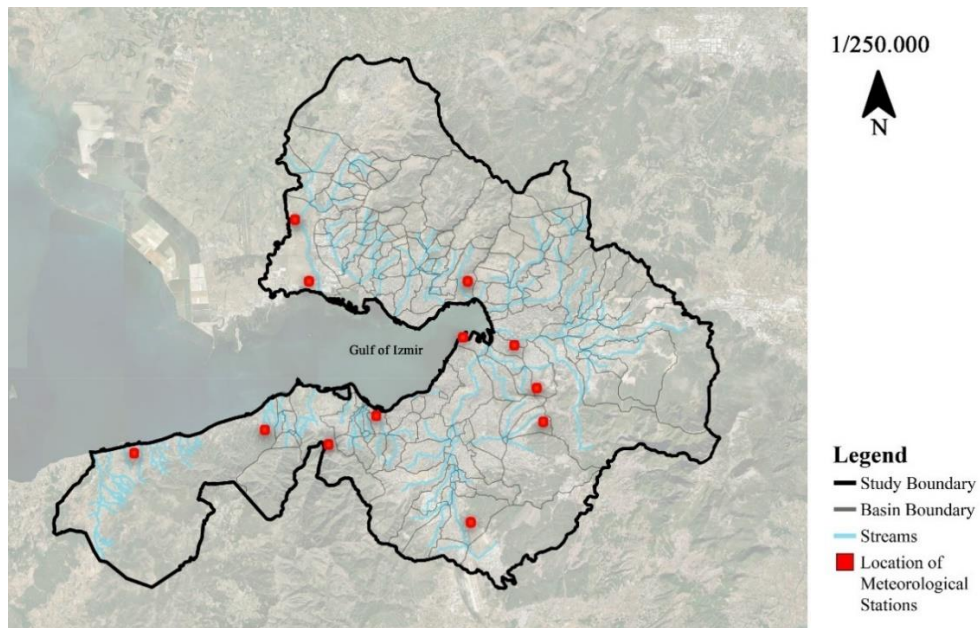 1/250.000
N
Gulf of Izmir
Legend
Study Boundary
Basin Boundary
Streams
Location of
Meteorological
Stations